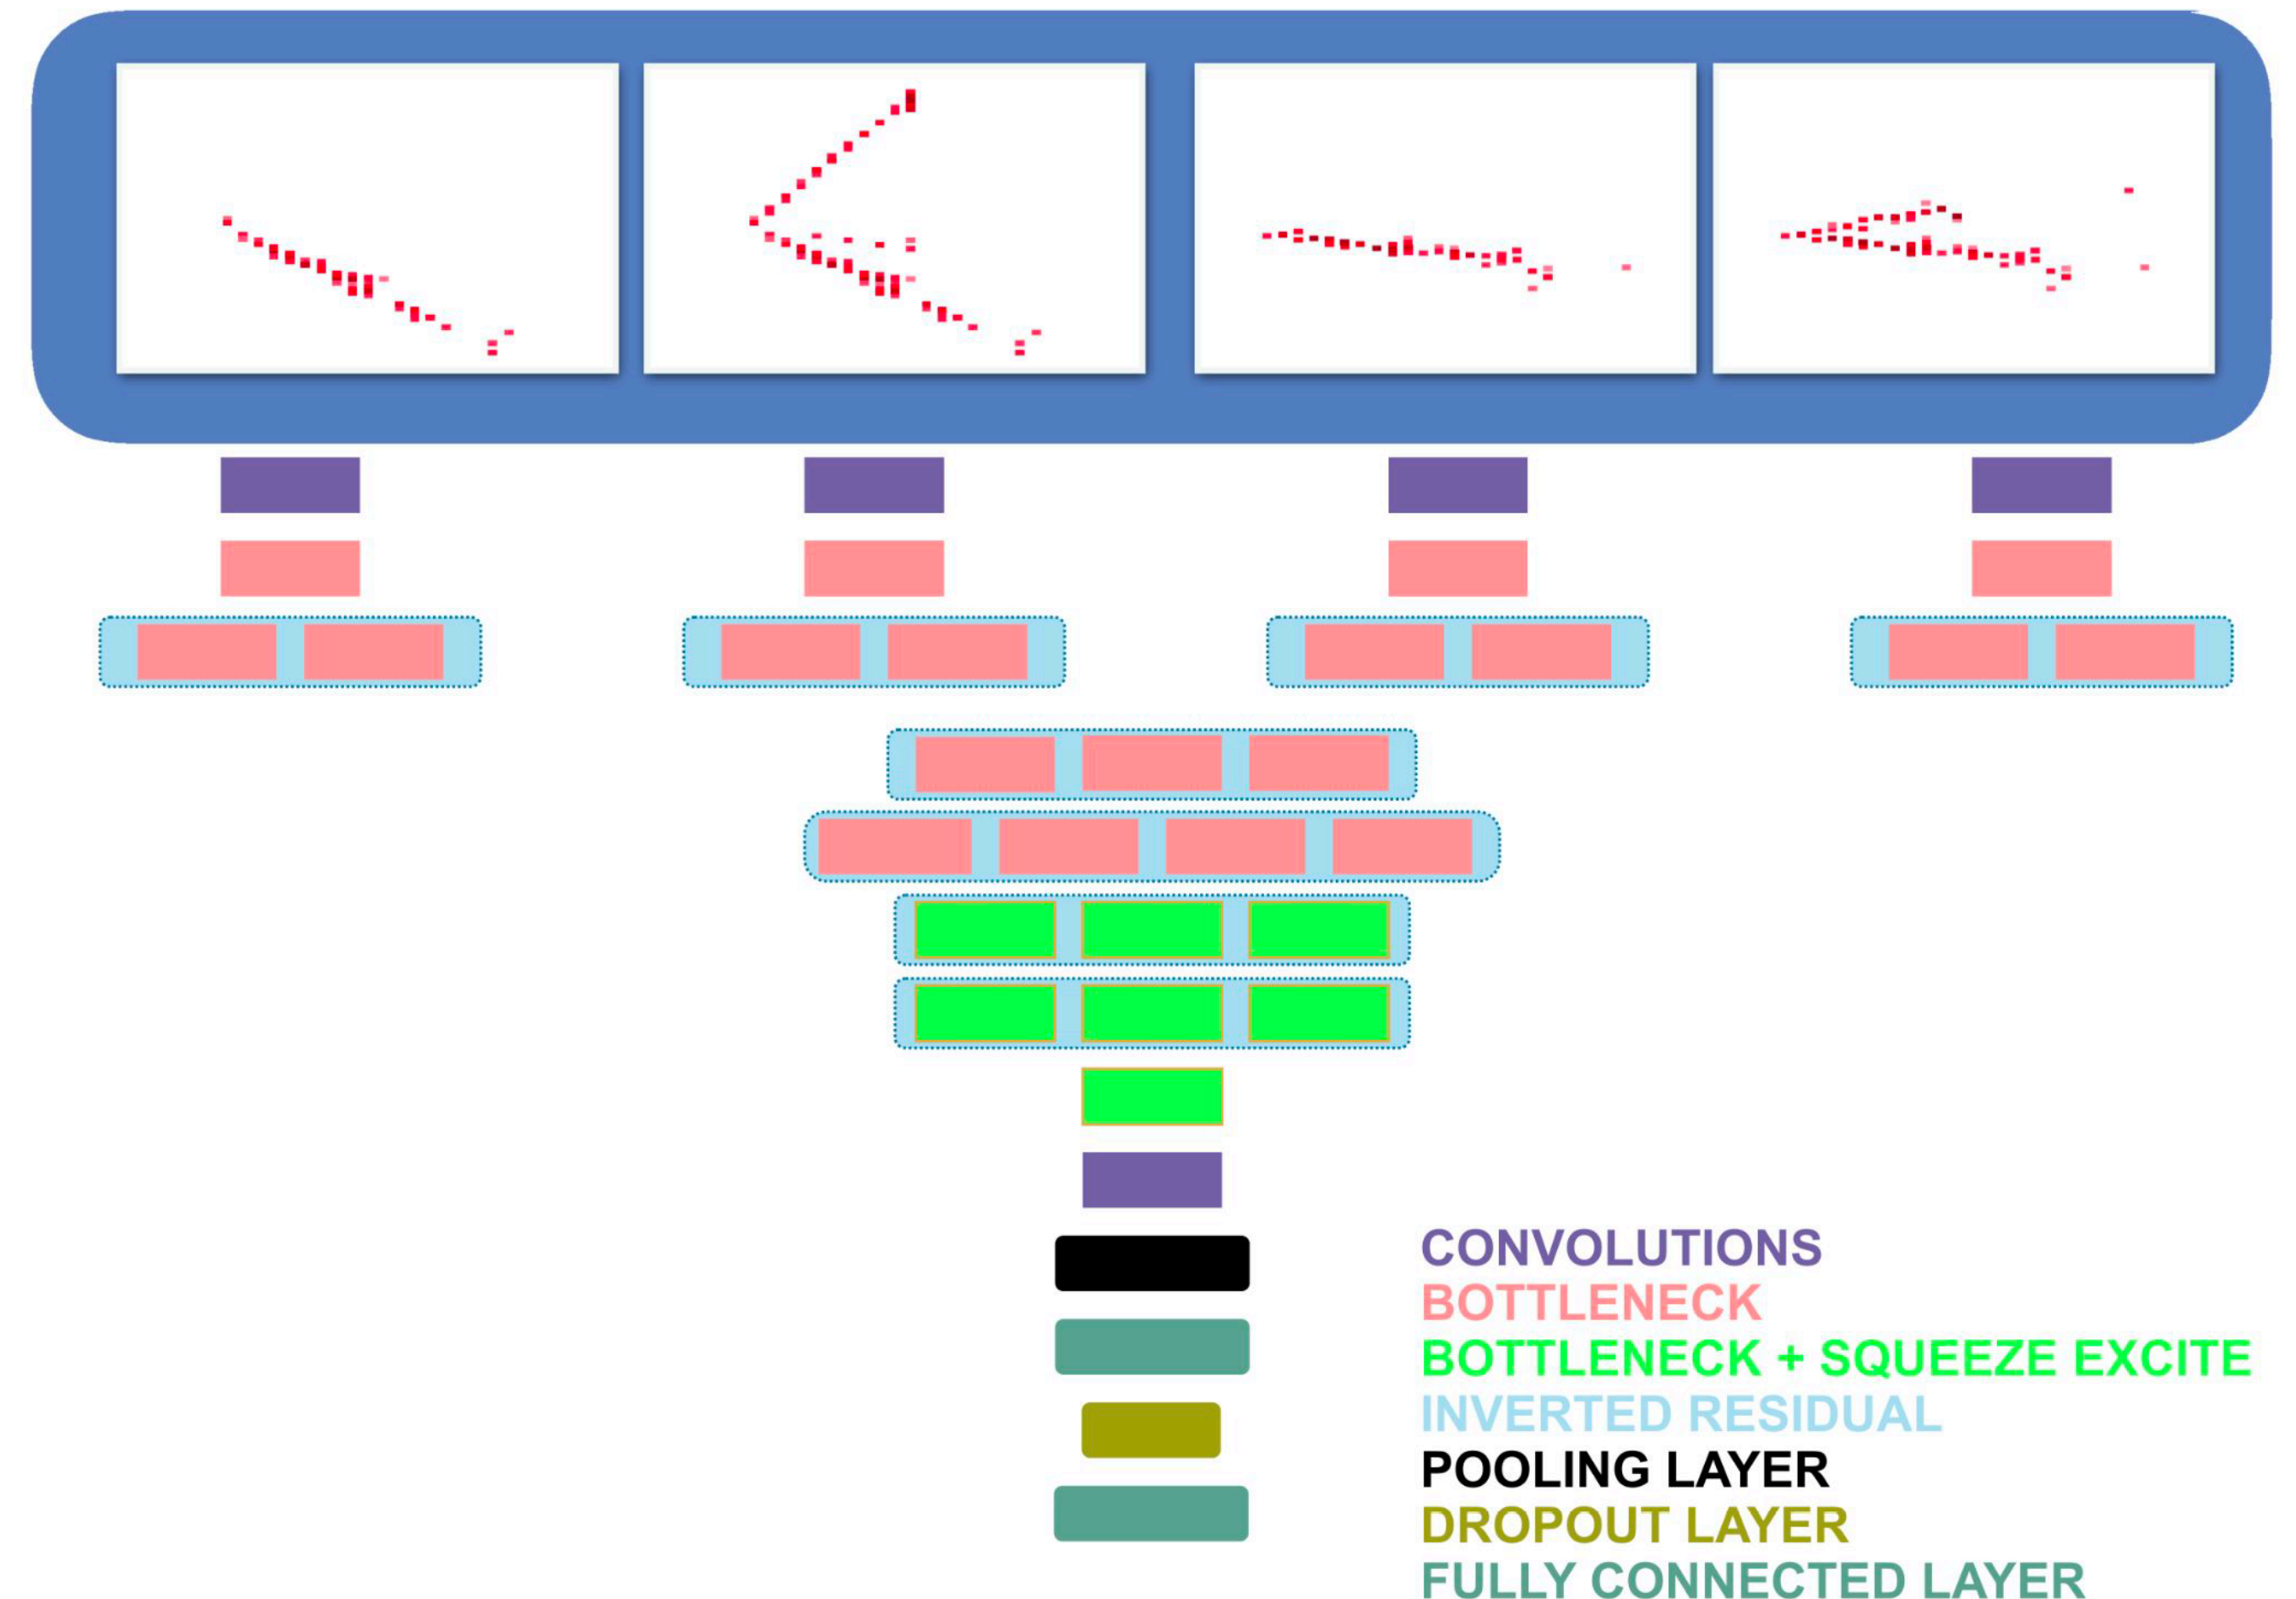 CONVOLUTIONS
BOTTLENECK
BOTTLENECK + SQUEEZE EXCITE
INVERTED RESIDUAL
POOLING LAYER
DROPOUT LAYER
FULLY CONNECTED LAYER